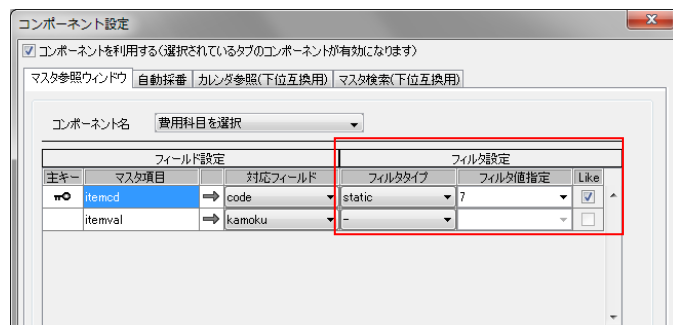 コンポーネント設定
コンポーネントを利用する(選択されているタブのコンポーネントが有効になります)
マスタ参照ウィンドウ 自動採番 カレンダ参照(下位互換用) マスタ検索(下位互換用)
コンポーネント名 費用科目を選択
フィールド設定 フィルタ設定
主キー マスタ項目 対応フィールド フィルタタイプ フィルタ値指定 Like
itemcd ⇒ code static 7
itemval ⇒ kamoku -